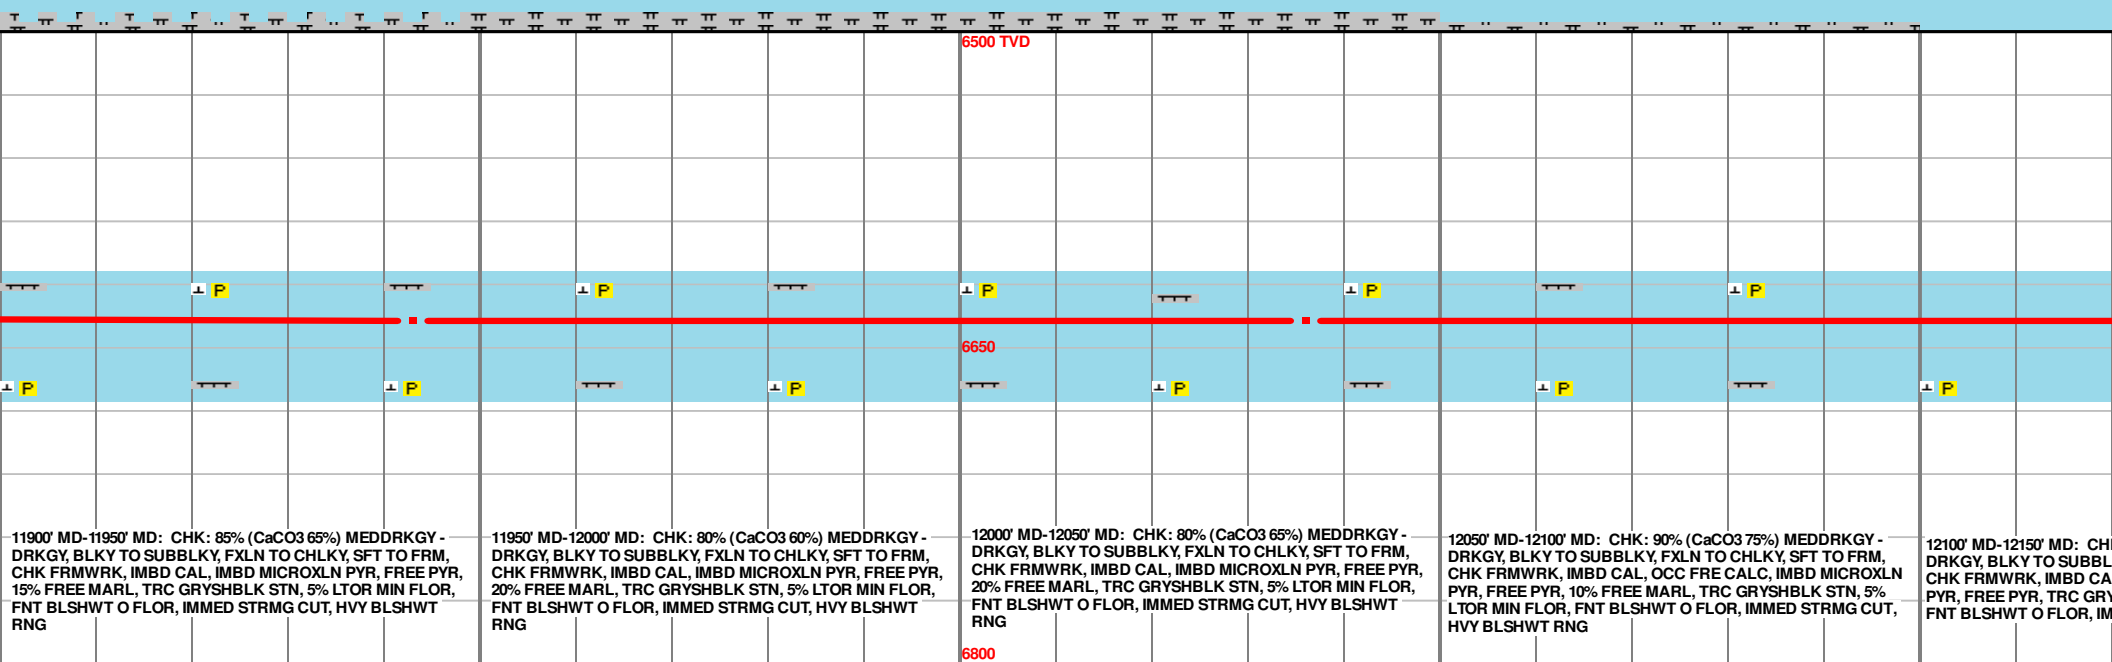 6500 TVD
P P P P P
6650
P P P P P P
11900' MD-11950' MD: CHK: 85% (CaCO3 65%) MEDDRKGY -
DRKGY, BLKY TO SUBBLKY, FXLN TO CHLKY, SFT TO FRM,
CHK FRMWRK, IMBD CAL, IMBD MICROXLN PYR, FREE PYR,
15% FREE MARL, TRC GRYSHBLK STN, 5% LTOR MIN FLOR,
FNT BLSHWT O FLOR, IMMED STRMG CUT, HVY BLSHWT
RNG
11950' MD-12000' MD: CHK: 80% (CaCO3 60%) MEDDRKGY -
DRKGY, BLKY TO SUBBLKY, FXLN TO CHLKY, SFT TO FRM,
CHK FRMWRK, IMBD CAL, IMBD MICROXLN PYR, FREE PYR,
20% FREE MARL, TRC GRYSHBLK STN, 5% LTOR MIN FLOR,
FNT BLSHWT O FLOR, IMMED STRMG CUT, HVY BLSHWT
RNG
12000' MD-12050' MD: CHK: 80% (CaCO3 65%) MEDDRKGY -
DRKGY, BLKY TO SUBBLKY, FXLN TO CHLKY, SFT TO FRM,
CHK FRMWRK, IMBD CAL, IMBD MICROXLN PYR, FREE PYR,
20% FREE MARL, TRC GRYSHBLK STN, 5% LTOR MIN FLOR,
FNT BLSHWT O FLOR, IMMED STRMG CUT, HVY BLSHWT
RNG
12050' MD-12100' MD: CHK: 90% (CaCO3 75%) MEDDRKGY -
DRKGY, BLKY TO SUBBLKY, FXLN TO CHLKY, SFT TO FRM,
CHK FRMWRK, IMBD CAL, OCC FRE CALC, IMBD MICROXLN
PYR, FREE PYR, 10% FREE MARL, TRC GRYSHBLK STN, 5%
LTOR MIN FLOR, FNT BLSHWT O FLOR, IMMED STRMG CUT,
HVY BLSHWT RNG
12100' MD-12150' MD: CH
DRKGY, BLKY TO SUBBL
CHK FRMWRK, IMBD CA
PYR, FREE PYR, TRC GRY
FNT BLSHWT O FLOR, IM
6800